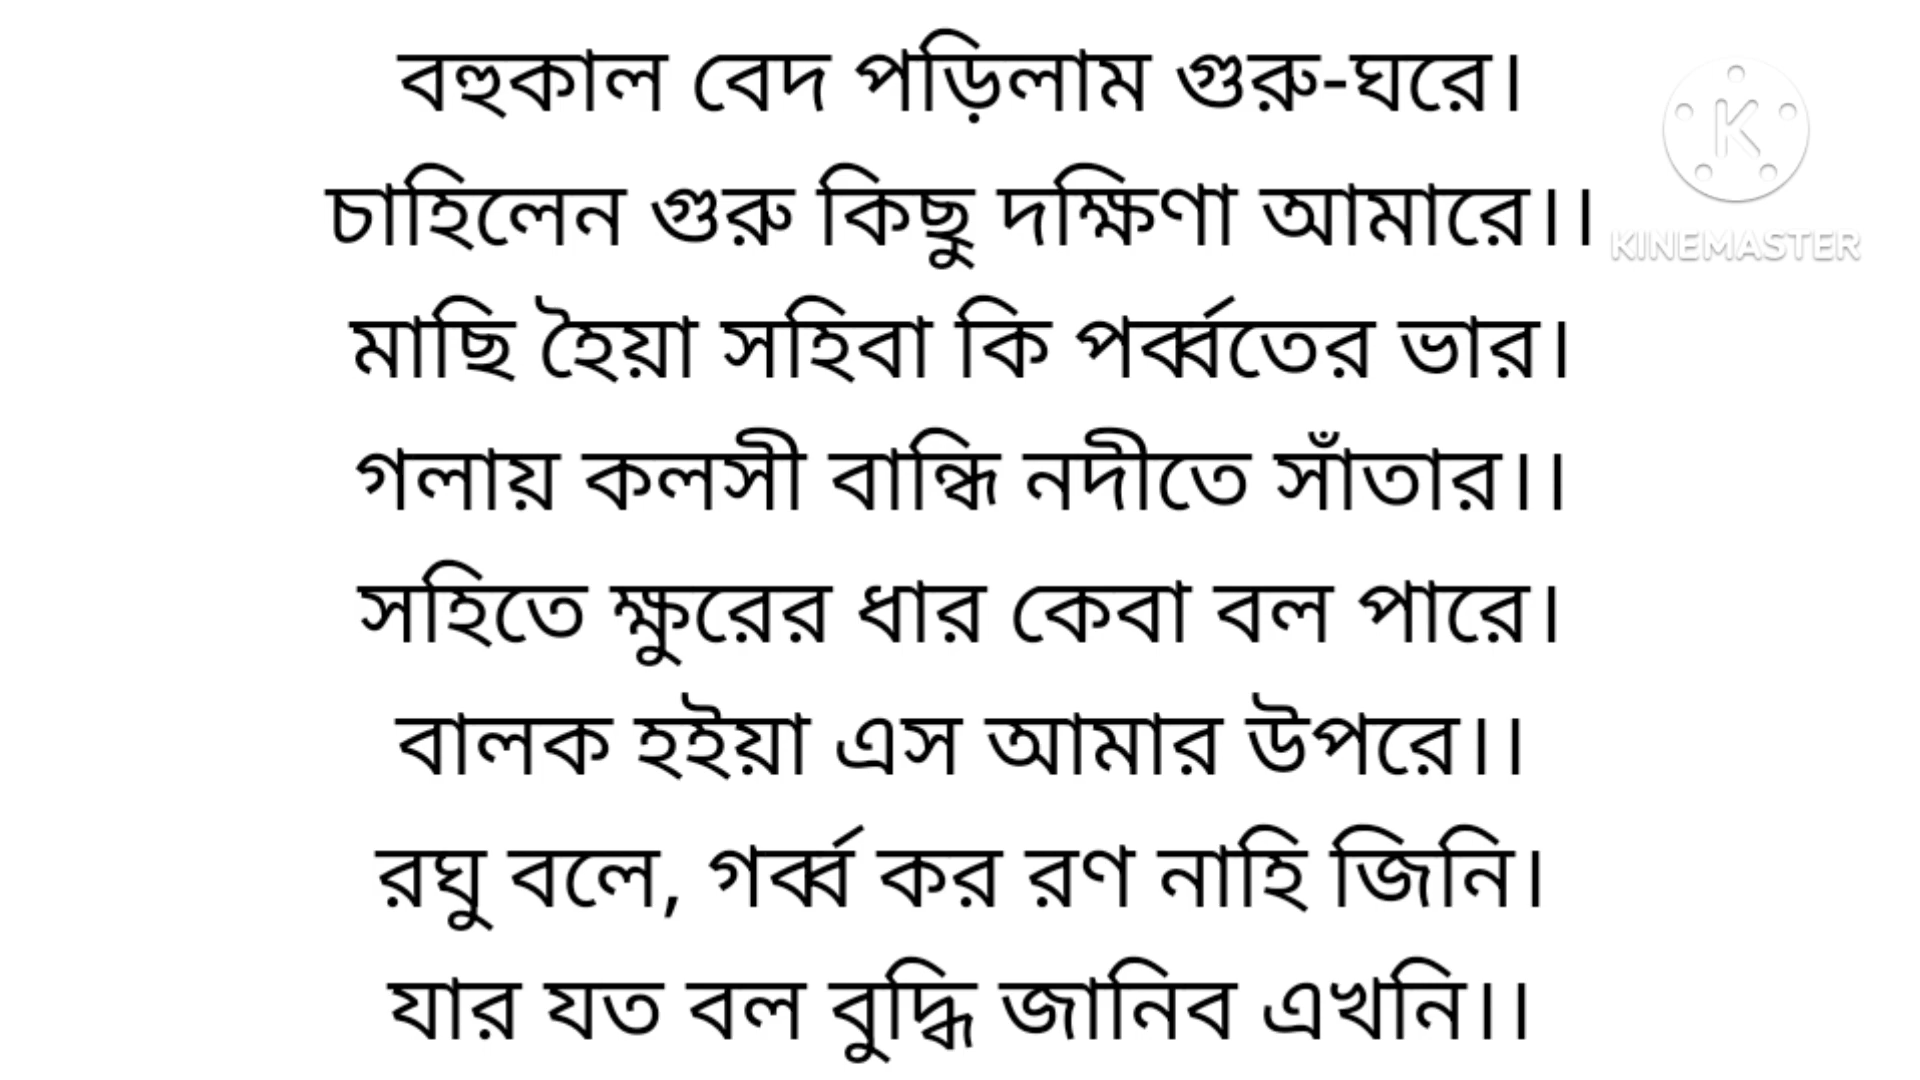 বহুকাল বেদ পড়িলাম গুরু-ঘরে।
চাহিলেন গুরু কিছু দক্ষিণা আমারে।।
মাছি হৈয়া সহিবা কি পর্ব্বতের ভার।
গলায় কলসী বান্ধি নদীতে সাঁতার।।
সহিতে ক্ষুরের ধার কেবা বল পারে।
বালক হইয়া এস আমার উপরে।।
রঘু বলে, গর্ব্ব কর রণ নাহি জিনি।
যার যত বল বুদ্ধি জানিব এখনি।।
K
KINEMASTER